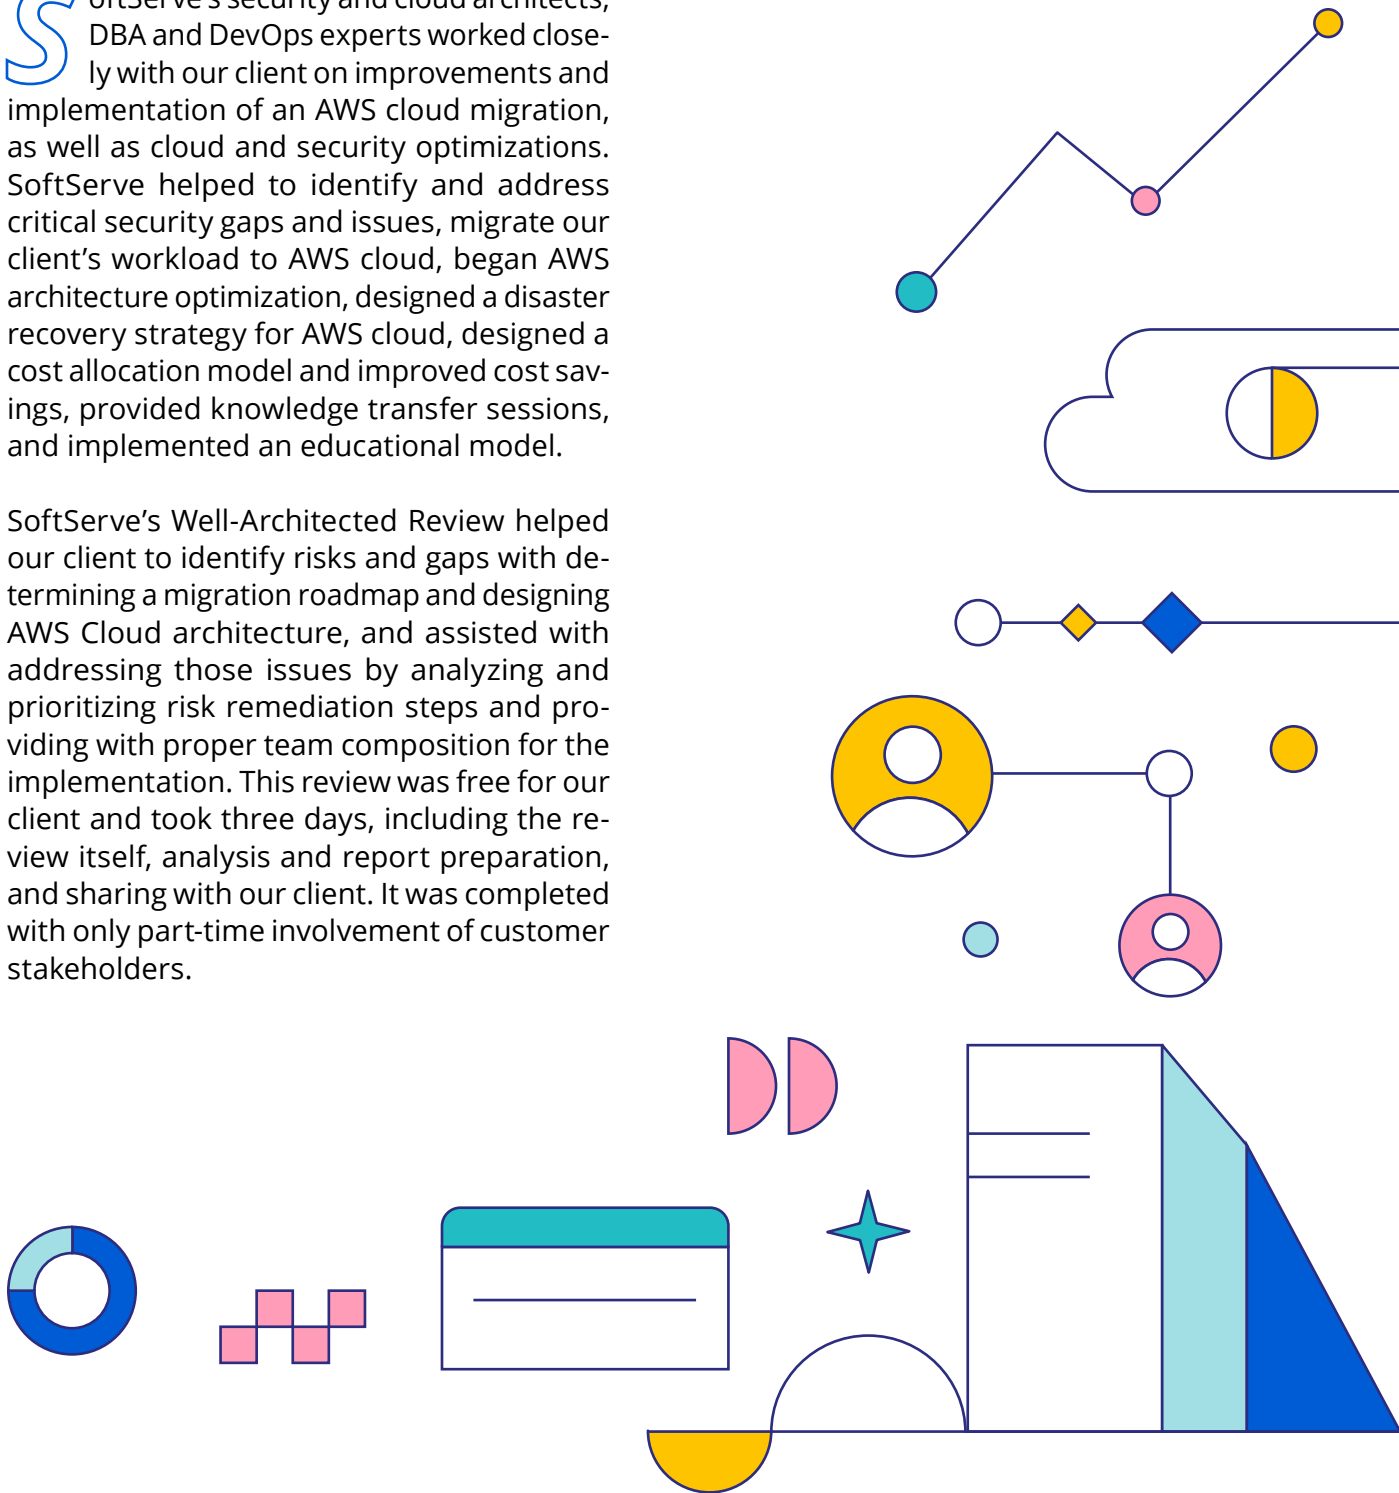 SoftServe's security and cloud architects,
DBA and DevOps experts worked close-
ly with our client on improvements and
implementation of an AWS cloud migration,
as well as cloud and security optimizations.
SoftServe helped to identify and address
critical security gaps and issues, migrate our
client’s workload to AWS cloud, began AWS
architecture optimization, designed a disaster
recovery strategy for AWS cloud, designed a
cost allocation model and improved cost sav-
ings, provided knowledge transfer sessions,
and implemented an educational model.
SoftServe’s Well-Architected Review helped
our client to identify risks and gaps with de-
termining a migration roadmap and designing
AWS Cloud architecture, and assisted with
addressing those issues by analyzing and
prioritizing risk remediation steps and pro-
viding with proper team composition for the
implementation. This review was free for our
client and took three days, including the re-
view itself, analysis and report preparation,
and sharing with our client. It was completed
with only part-time involvement of customer
stakeholders.